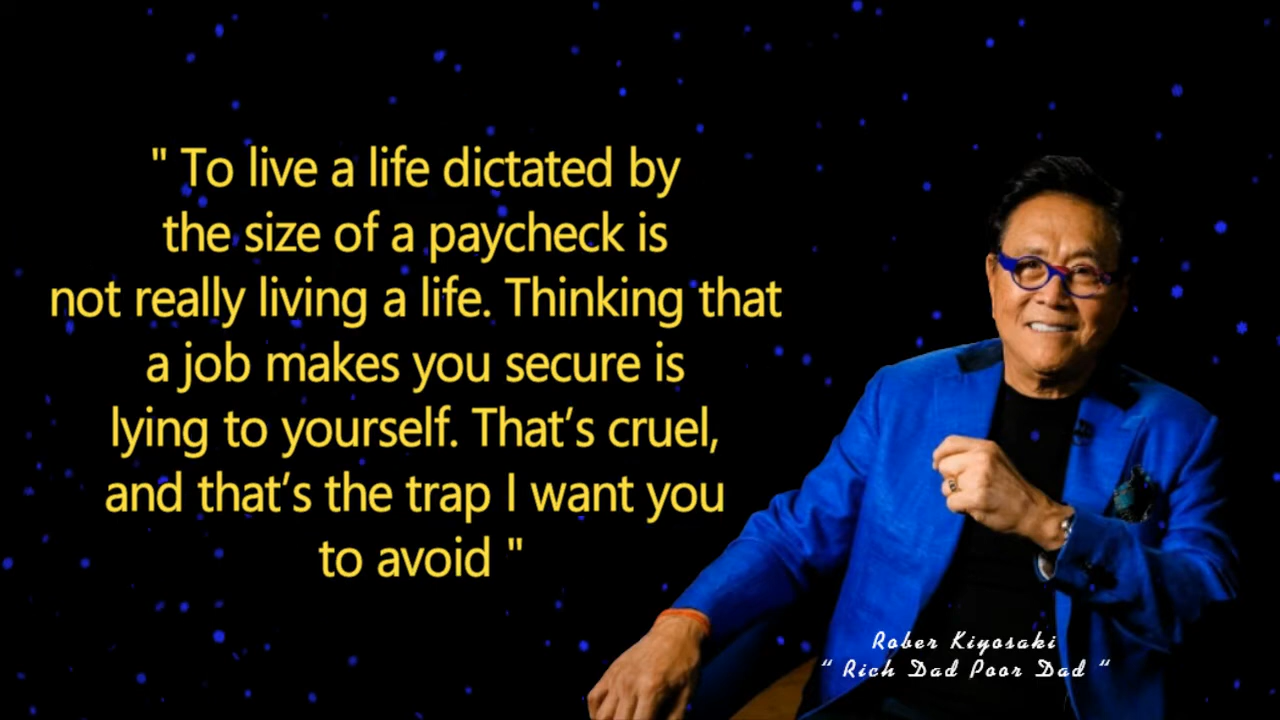 " To live a life dictated by
the size of a paycheck is
not really living a life. Thinking that
a job makes you secure is
lying to yourself. That’s cruel,
and that’s the trap I want you
to avoid "
Rober Kiyosaki
“ Rich Dad Poor Dad “